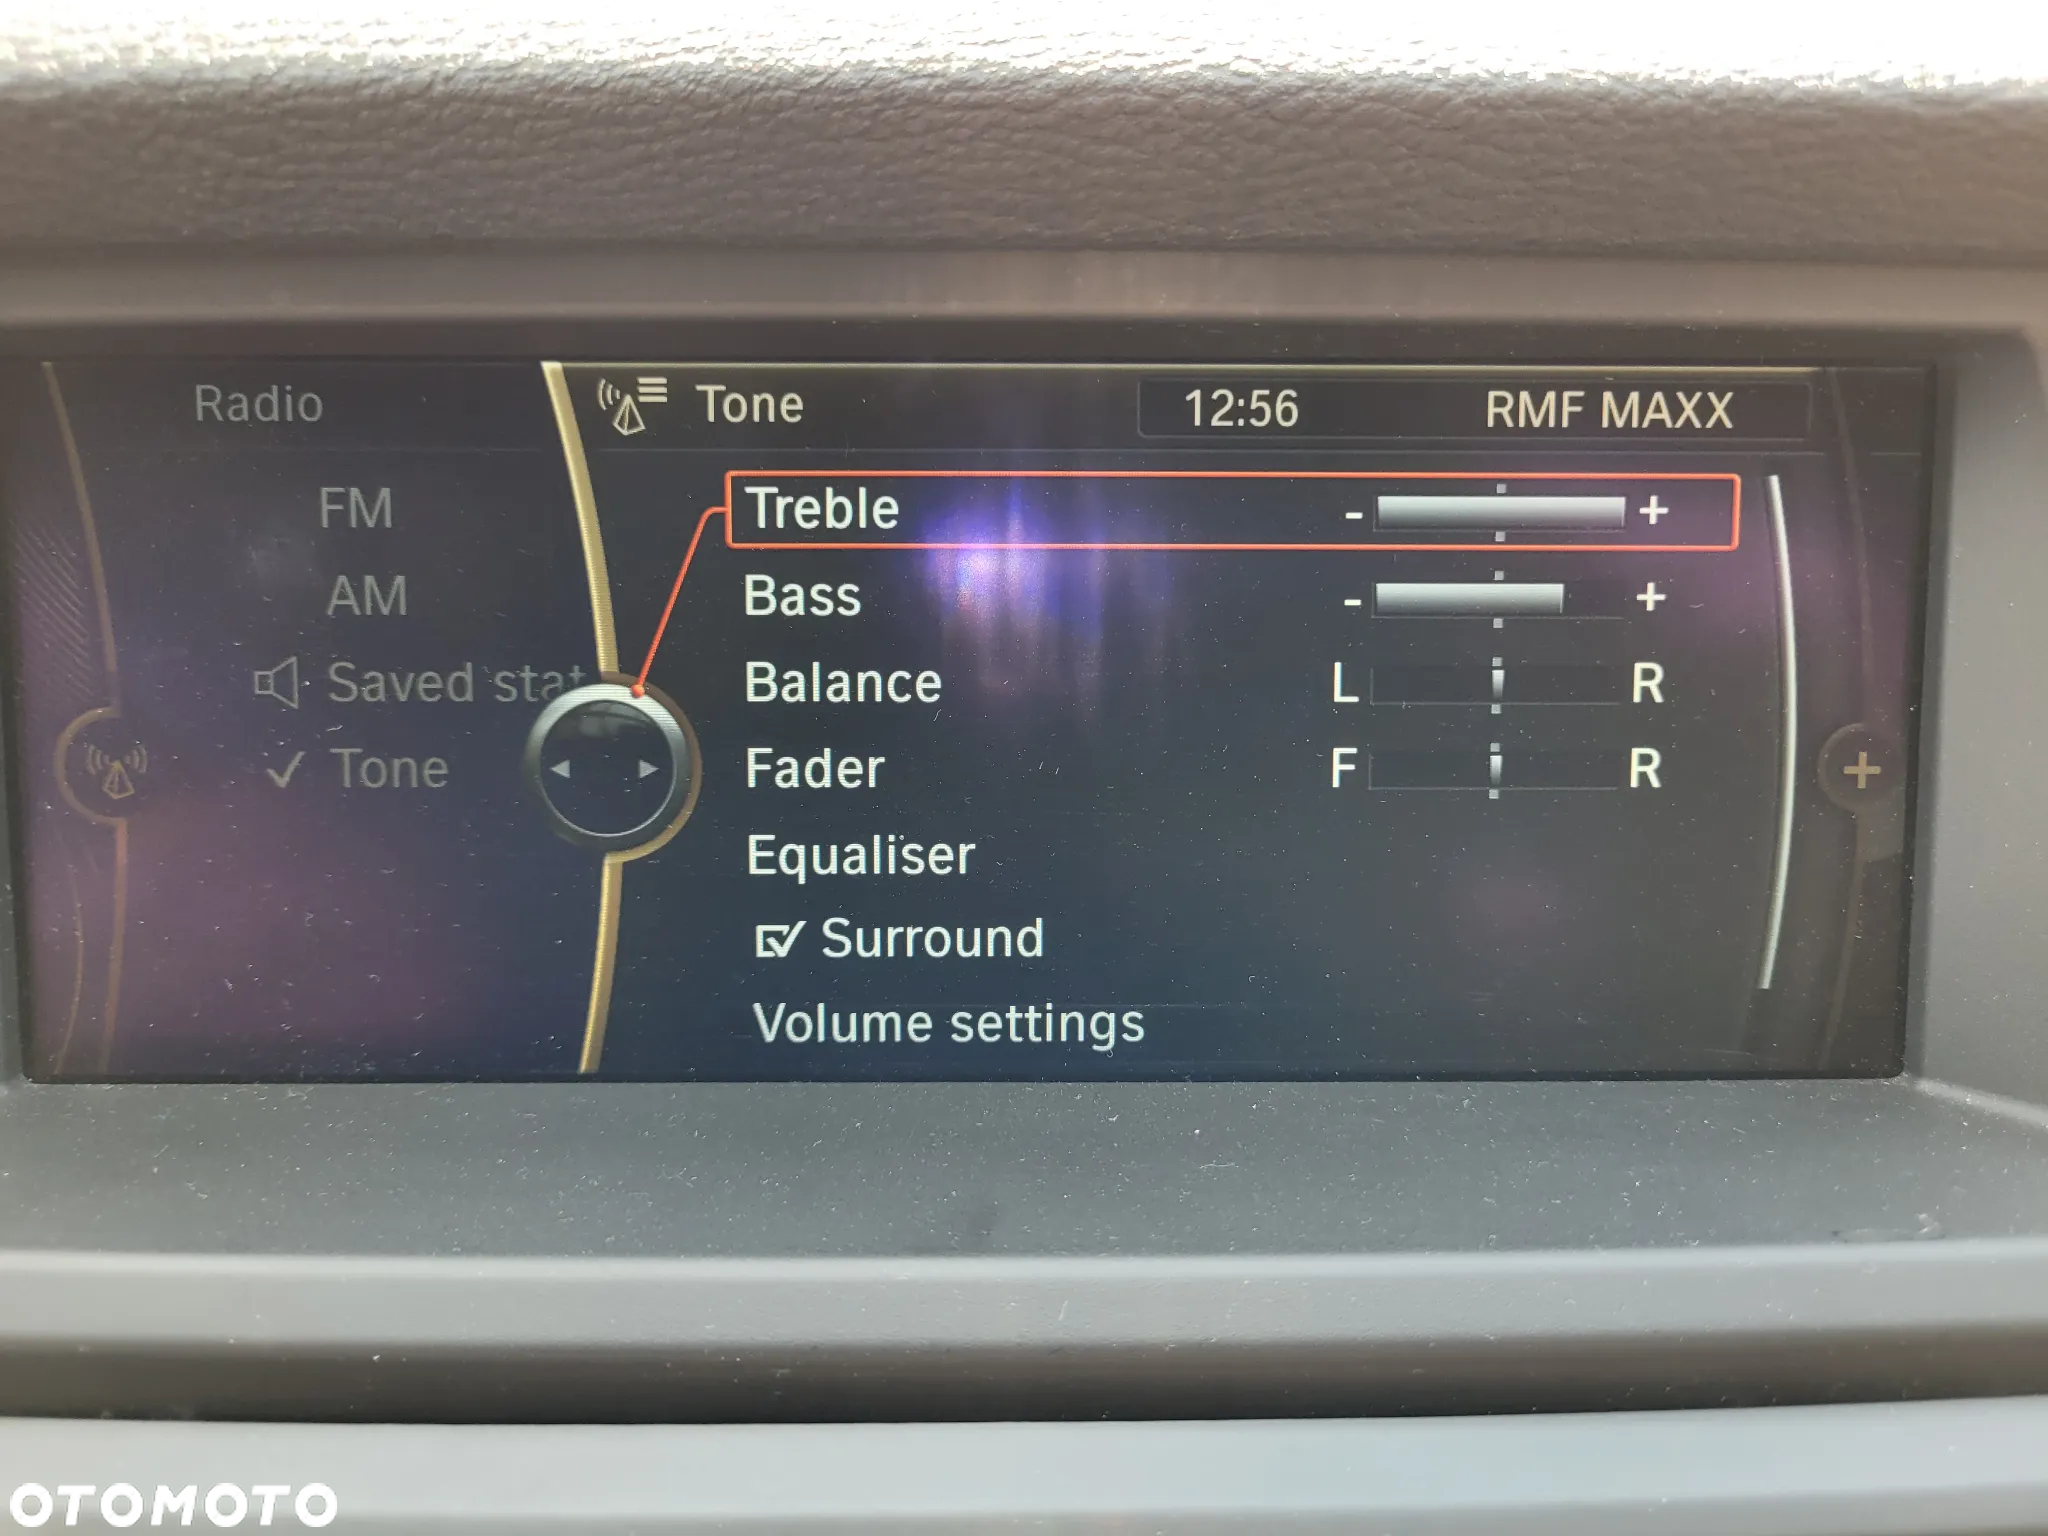 Radio
Tone 12:56 RMF MAXX
FM
AM
Saved stat
✓ Tone
Treble - +
Bass - +
Balance L R
Fader F R
Equaliser
☑ Surround
Volume settings
+
OTOMOTO